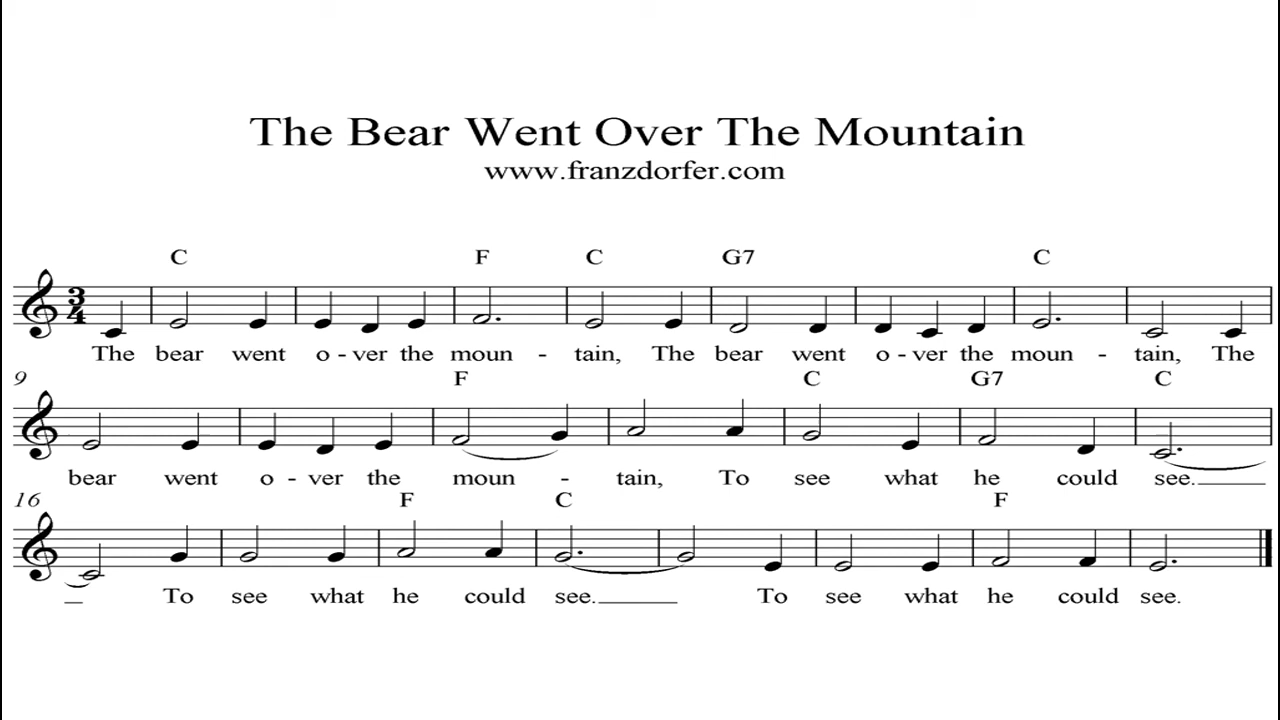 The Bear Went Over The Mountain
www.franzdorfer.com
C F C G7 C
3
4
The bear went o - ver the moun - tain, The bear went o - ver the moun - tain, The
9 F C G7 C
bear went o - ver the moun - tain, To see what he could see.
16 F C F
To see what he could see. To see what he could see.